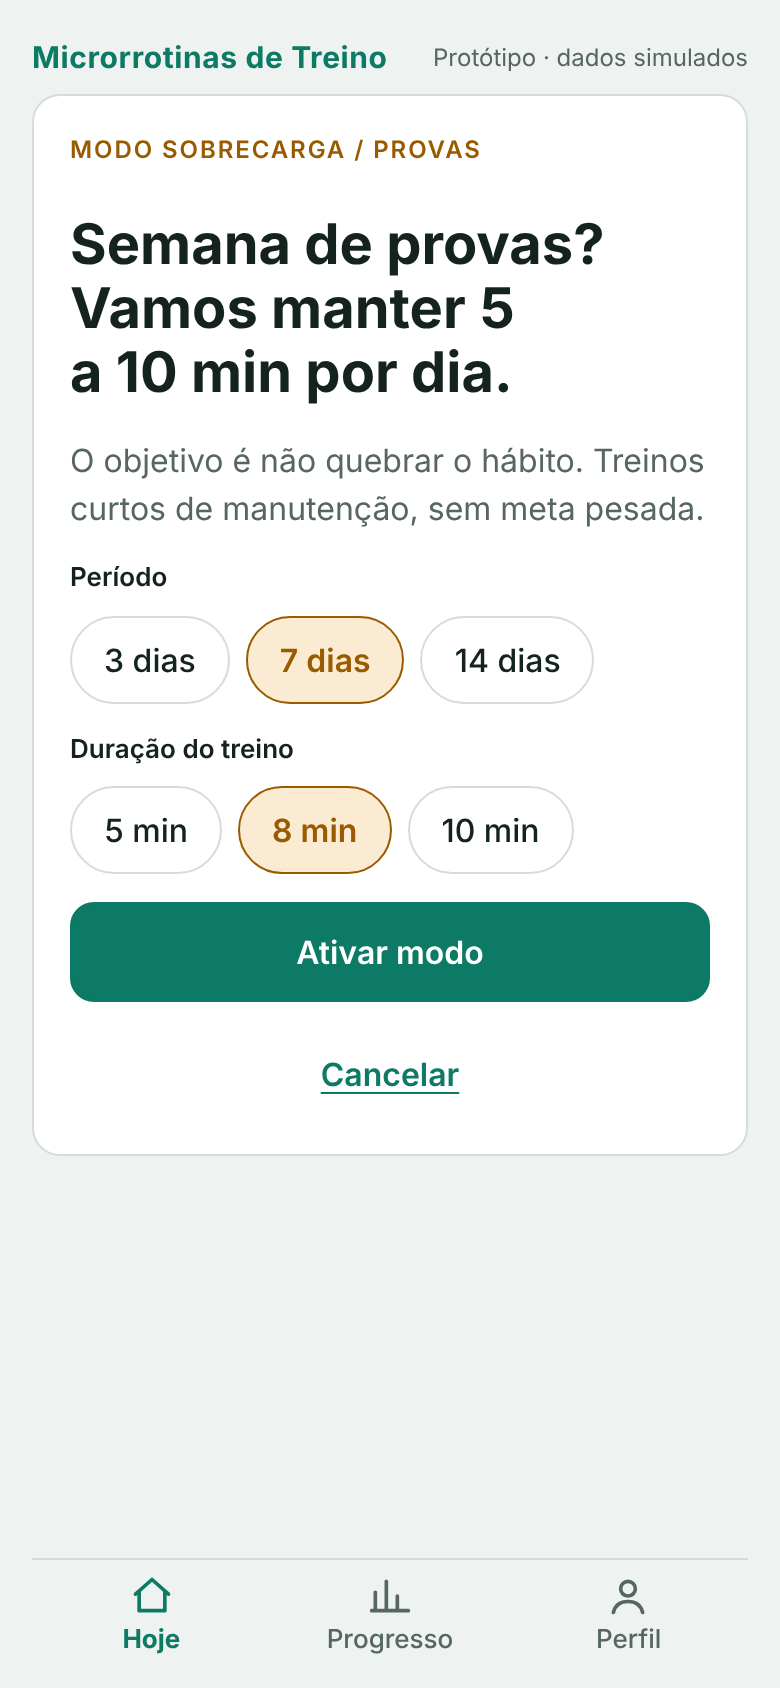 Microrrotinas de Treino
Protótipo · dados simulados
MODO SOBRECARGA / PROVAS
Semana de provas?
Vamos manter 5
a 10 min por dia.
O objetivo é não quebrar o hábito. Treinos
curtos de manutenção, sem meta pesada.
Período
3 dias
7 dias
14 dias
Duração do treino
5 min
8 min
10 min
Ativar modo
Cancelar
Hoje
Progresso
Perfil